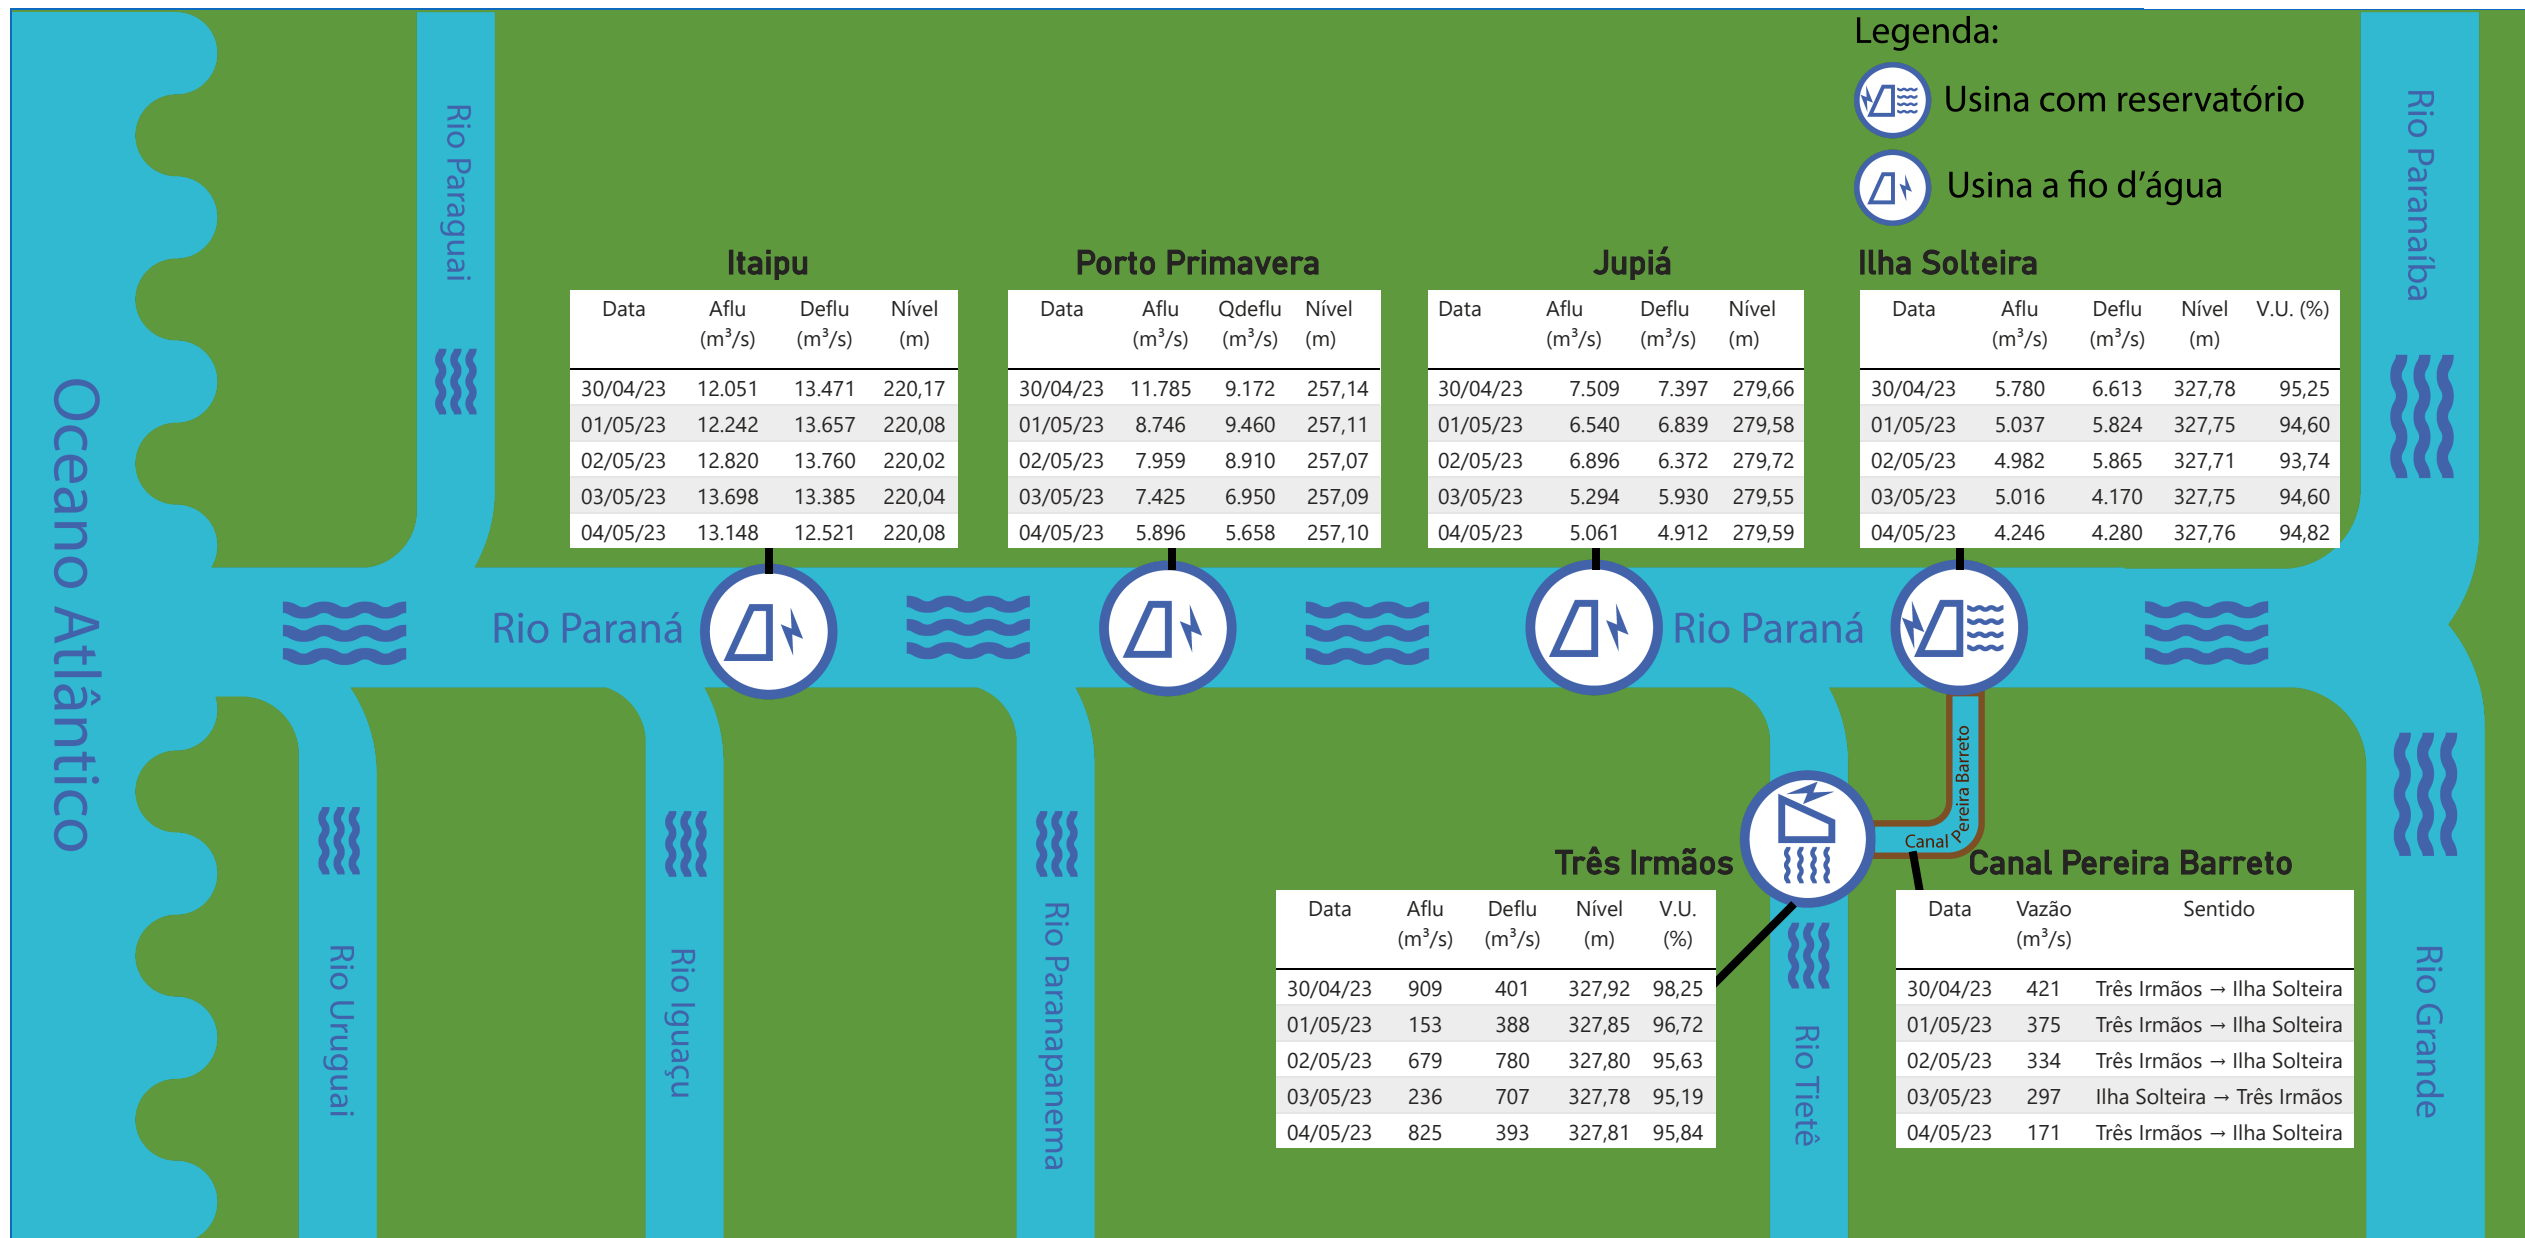 Legenda:
Usina com reservatório
Usina a fio d'água
Rio Paraguai
Rio Paranaíba
Oceano Atlântico
Itaipu
Data Aflu Deflu Nível
(m³/s) (m³/s) (m)
30/04/23 12.051 13.471 220,17
01/05/23 12.242 13.657 220,08
02/05/23 12.820 13.760 220,02
03/05/23 13.698 13.385 220,04
04/05/23 13.148 12.521 220,08
Porto Primavera
Data Aflu Qdeflu Nível
(m³/s) (m³/s) (m)
30/04/23 11.785 9.172 257,14
01/05/23 8.746 9.460 257,11
02/05/23 7.959 8.910 257,07
03/05/23 7.425 6.950 257,09
04/05/23 5.896 5.658 257,10
Jupiá
Data Aflu Deflu Nível
(m³/s) (m³/s) (m)
30/04/23 7.509 7.397 279,66
01/05/23 6.540 6.839 279,58
02/05/23 6.896 6.372 279,72
03/05/23 5.294 5.930 279,55
04/05/23 5.061 4.912 279,59
Ilha Solteira
Data Aflu Deflu Nível V.U. (%)
(m³/s) (m³/s) (m)
30/04/23 5.780 6.613 327,78 95,25
01/05/23 5.037 5.824 327,75 94,60
02/05/23 4.982 5.865 327,71 93,74
03/05/23 5.016 4.170 327,75 94,60
04/05/23 4.246 4.280 327,76 94,82
Rio Paraná
Rio Paraná
Canal Pereira Barreto
Três Irmãos
Data Aflu Deflu Nível V.U.
(m³/s) (m³/s) (m) (%)
30/04/23 909 401 327,92 98,25
01/05/23 153 388 327,85 96,72
02/05/23 679 780 327,80 95,63
03/05/23 236 707 327,78 95,19
04/05/23 825 393 327,81 95,84
Canal Pereira Barreto
Data Vazão Sentido
(m³/s)
30/04/23 421 Três Irmãos → Ilha Solteira
01/05/23 375 Três Irmãos → Ilha Solteira
02/05/23 334 Três Irmãos → Ilha Solteira
03/05/23 297 Ilha Solteira → Três Irmãos
04/05/23 171 Três Irmãos → Ilha Solteira
Rio Uruguai
Rio Iguaçu
Rio Paranapanema
Rio Tietê
Rio Grande